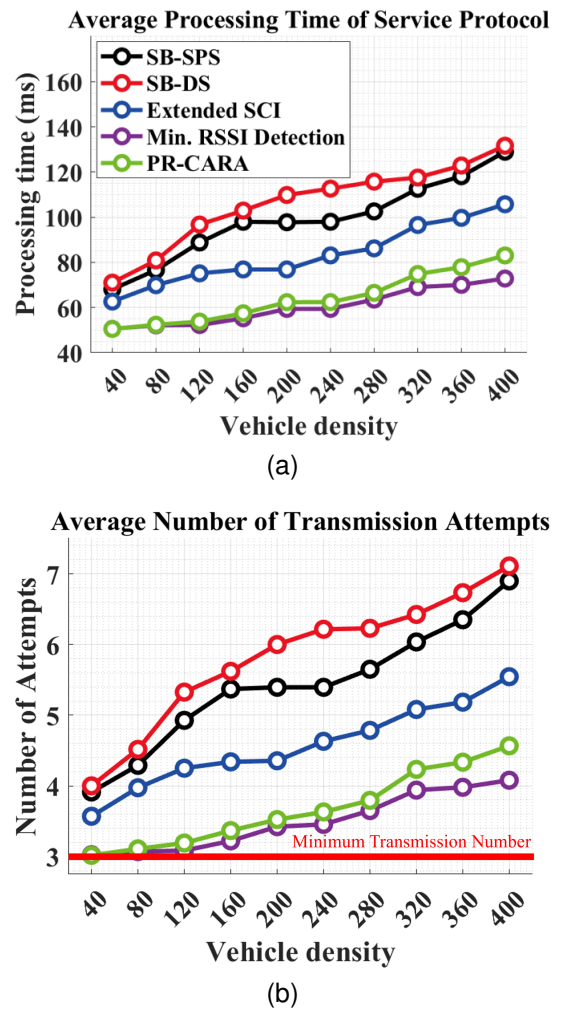 Average Processing Time of Service Protocol
SB-SPS
SB-DS
Extended SCI
Min. RSSI Detection
PR-CARA
Processing time (ms)
160
140
120
100
80
60
40
40 80 120 160 200 240 280 320 360 400
Vehicle density
(a)
Average Number of Transmission Attempts
Number of Attempts
7
6
5
4
3
Minimum Transmission Number
40 80 120 160 200 240 280 320 360 400
Vehicle density
(b)